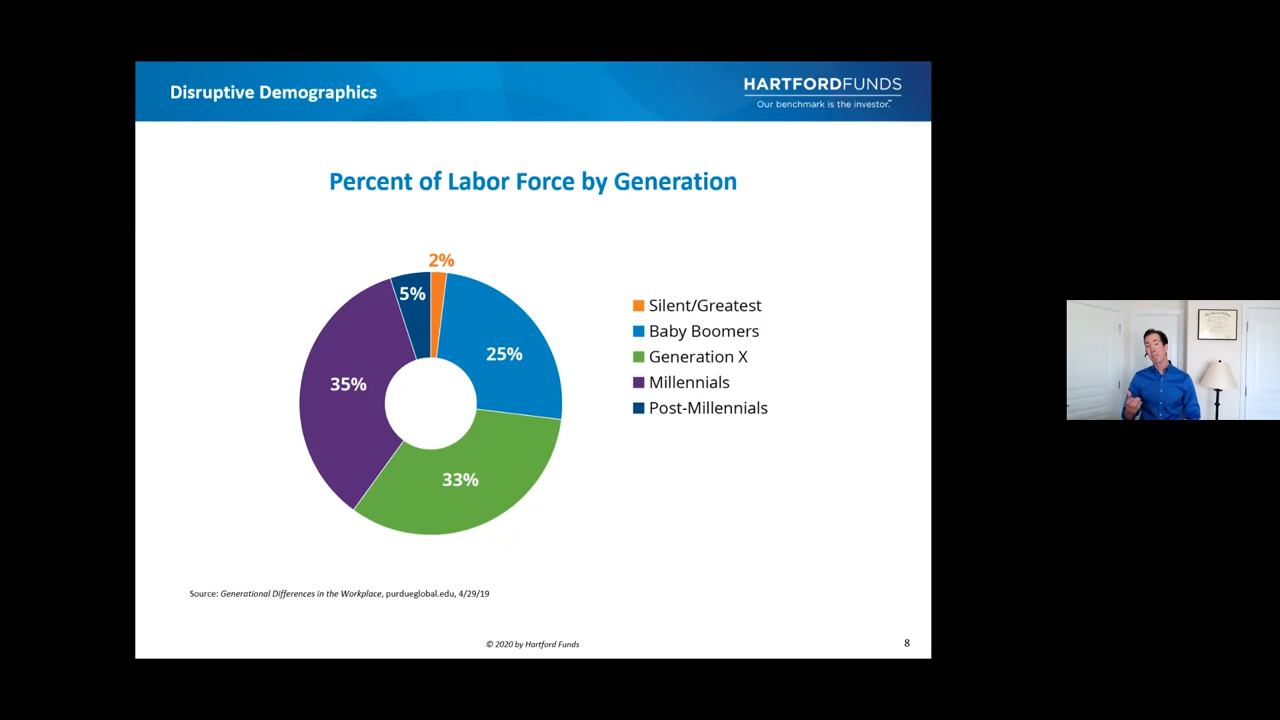 Disruptive Demographics
HARTFORDFUNDS
Our benchmark is the investor.℠
Percent of Labor Force by Generation
2%
5%
25%
35%
33%
Silent/Greatest
Baby Boomers
Generation X
Millennials
Post-Millennials
Source: Generational Differences in the Workplace, purdueglobal.edu, 4/29/19
© 2020 by Hartford Funds
8